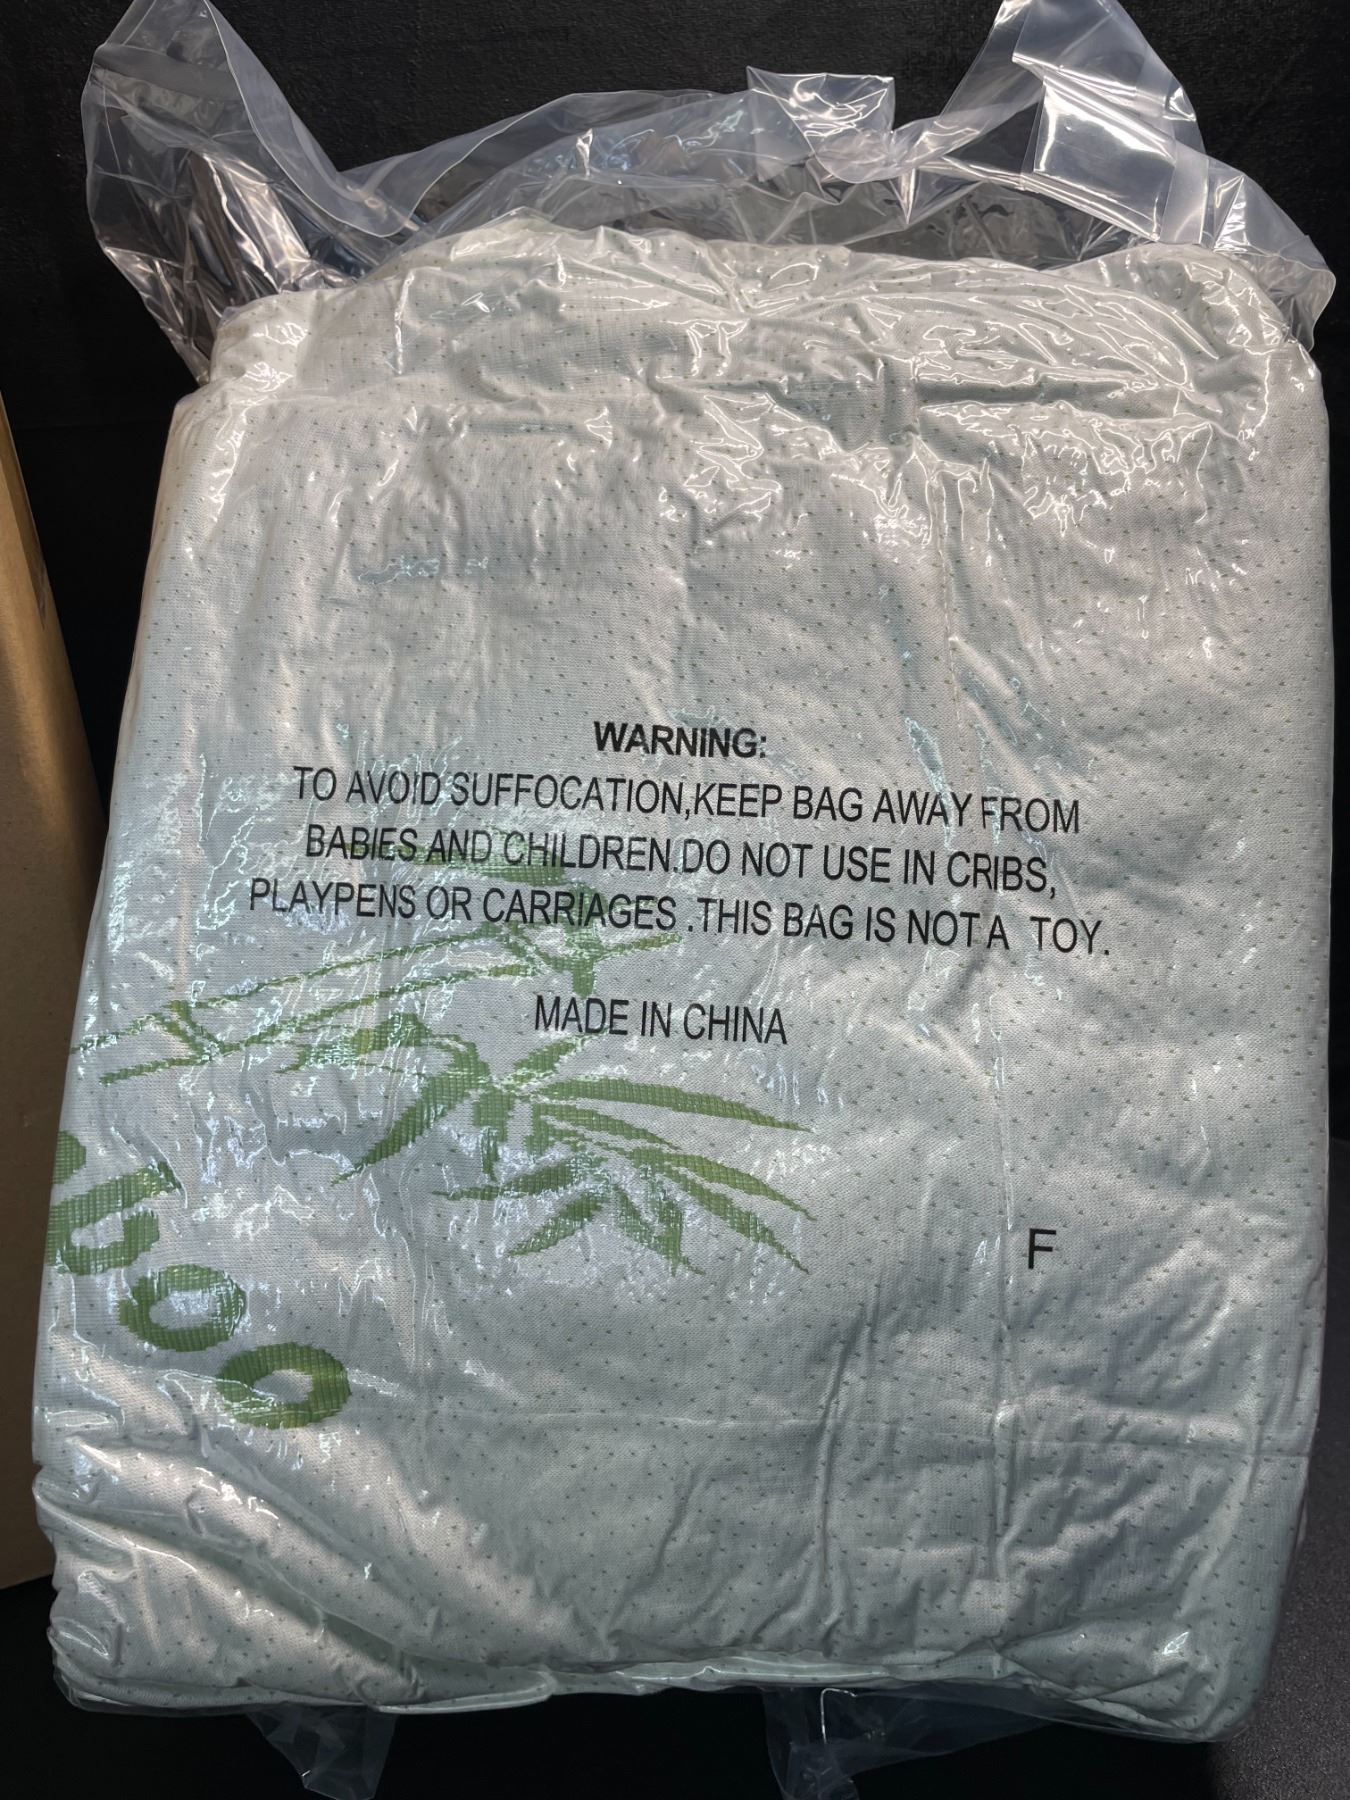 WARNING:
TO AVOID SUFFOCATION,KEEP BAG AWAY FROM
BABIES AND CHILDREN.DO NOT USE IN CRIBS,
PLAYPENS OR CARRIAGES .THIS BAG IS NOT A TOY.
MADE IN CHINA
F